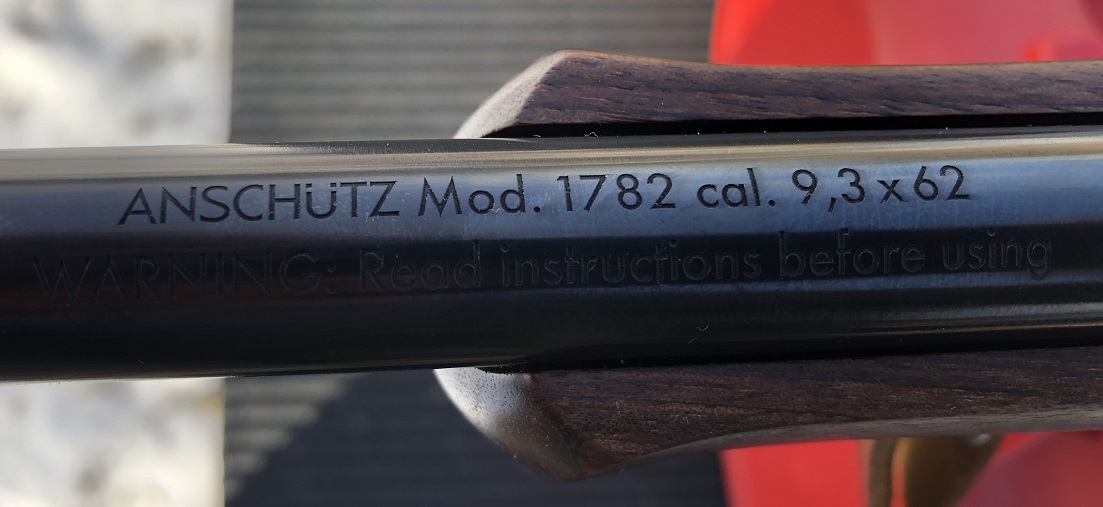 ANSCHÜTZ Mod. 1782 cal. 9,3x62
WARNING: Read instructions before using